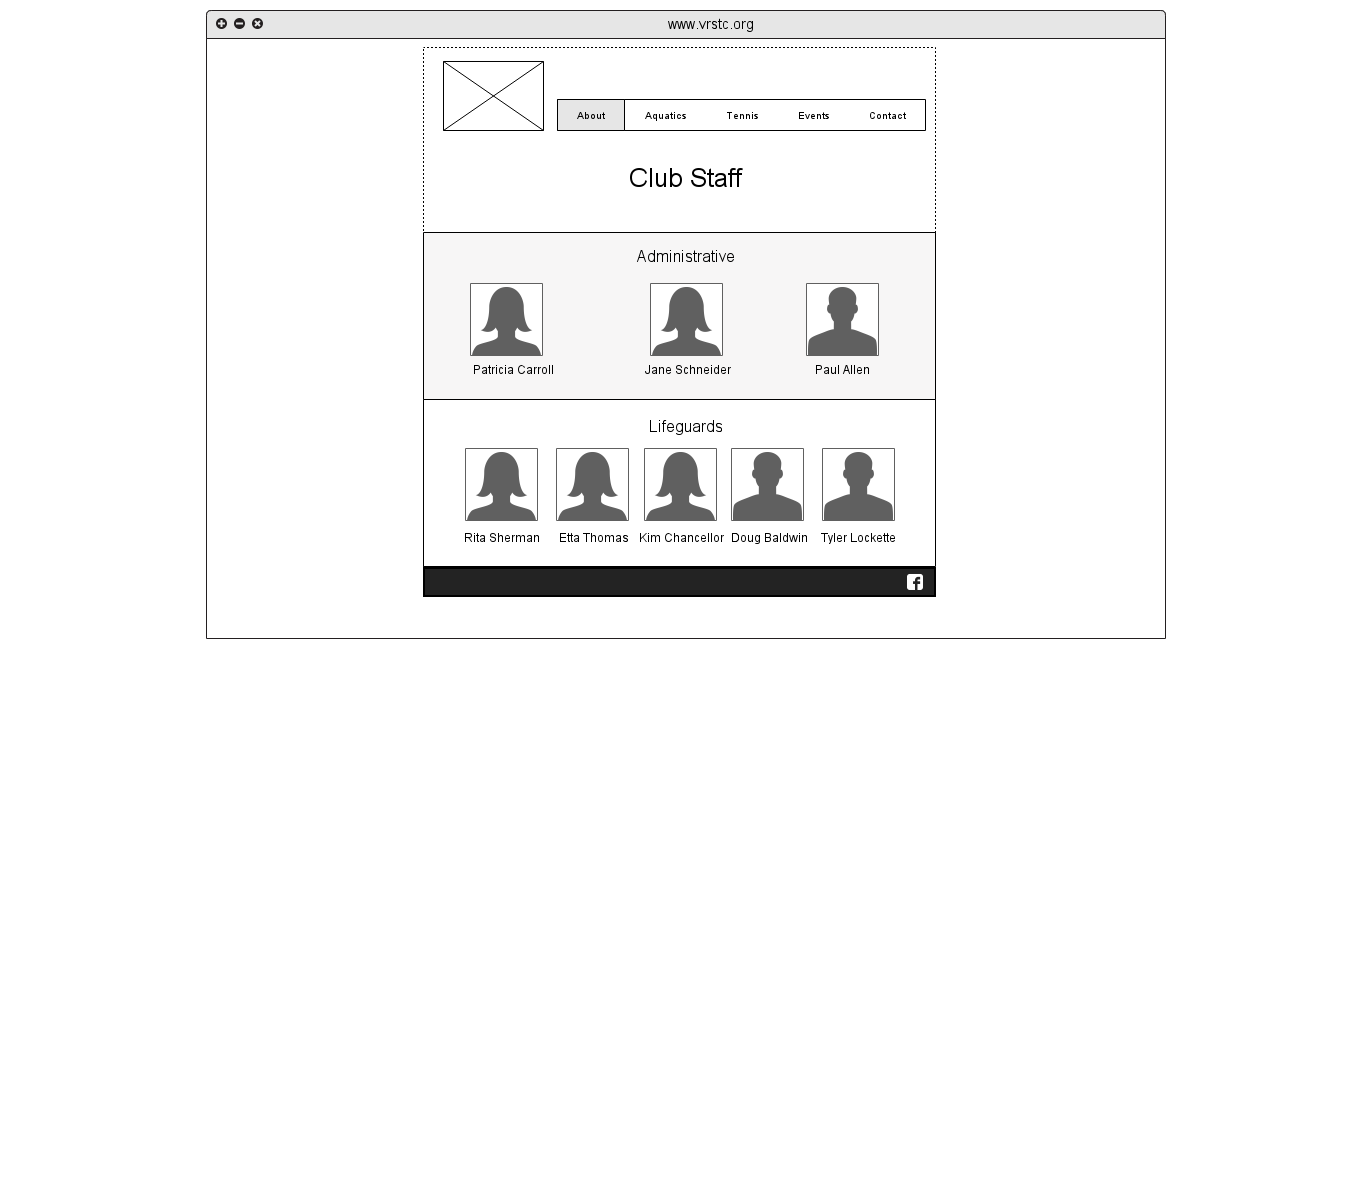 www.vrstc.org
About Aquatics Tennis Events Contact
Club Staff
Administrative
Patricia Carroll Jane Schneider Paul Allen
Lifeguards
Rita Sherman Etta Thomas Kim Chancellor Doug Baldwin Tyler Lockette